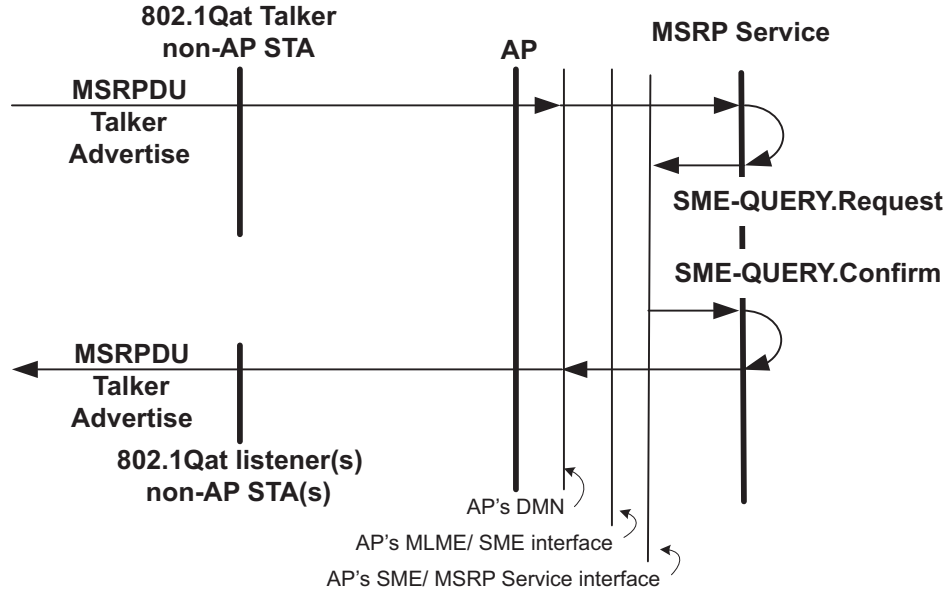 802.1Qat Talker
non-AP STA
AP
MSRP Service
MSRPDU
Talker
Advertise
SME-QUERY.Request
SME-QUERY.Confirm
MSRPDU
Talker
Advertise
802.1Qat listener(s)
non-AP STA(s)
AP's DMN
AP's MLME/ SME interface
AP's SME/ MSRP Service interface